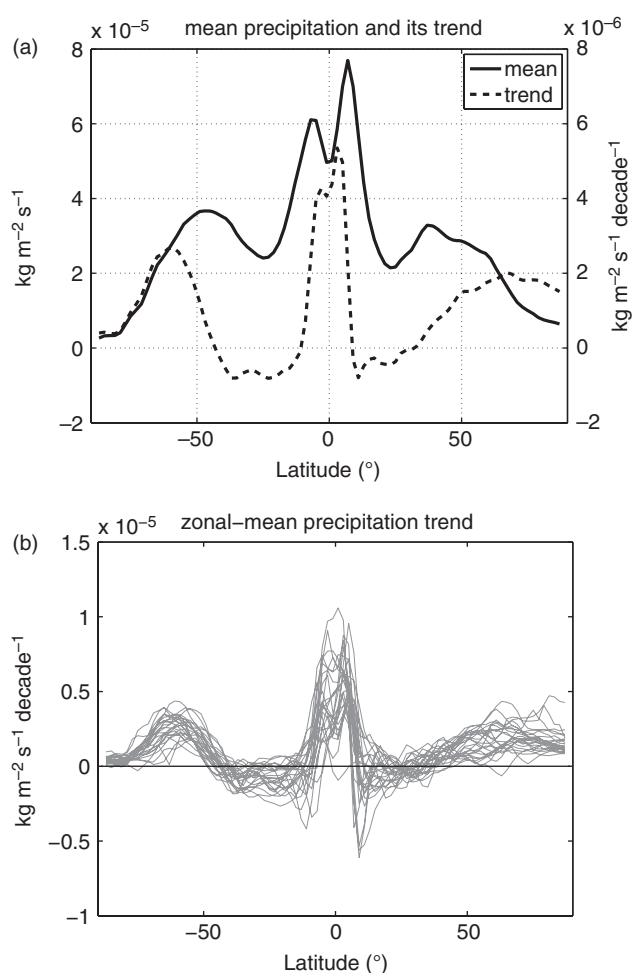 x 10⁻⁵
mean precipitation and its trend
x 10⁻⁶
(a)
8
6
4
2
0
−2
8
6
4
2
0
−2
mean
trend
kg m⁻² s⁻¹
kg m⁻² s⁻¹ decade⁻¹
−50
0
50
Latitude (°)
x 10⁻⁵
zonal−mean precipitation trend
(b)
1.5
1
0.5
0
−0.5
−1
kg m⁻² s⁻¹ decade⁻¹
−50
0
50
Latitude (°)